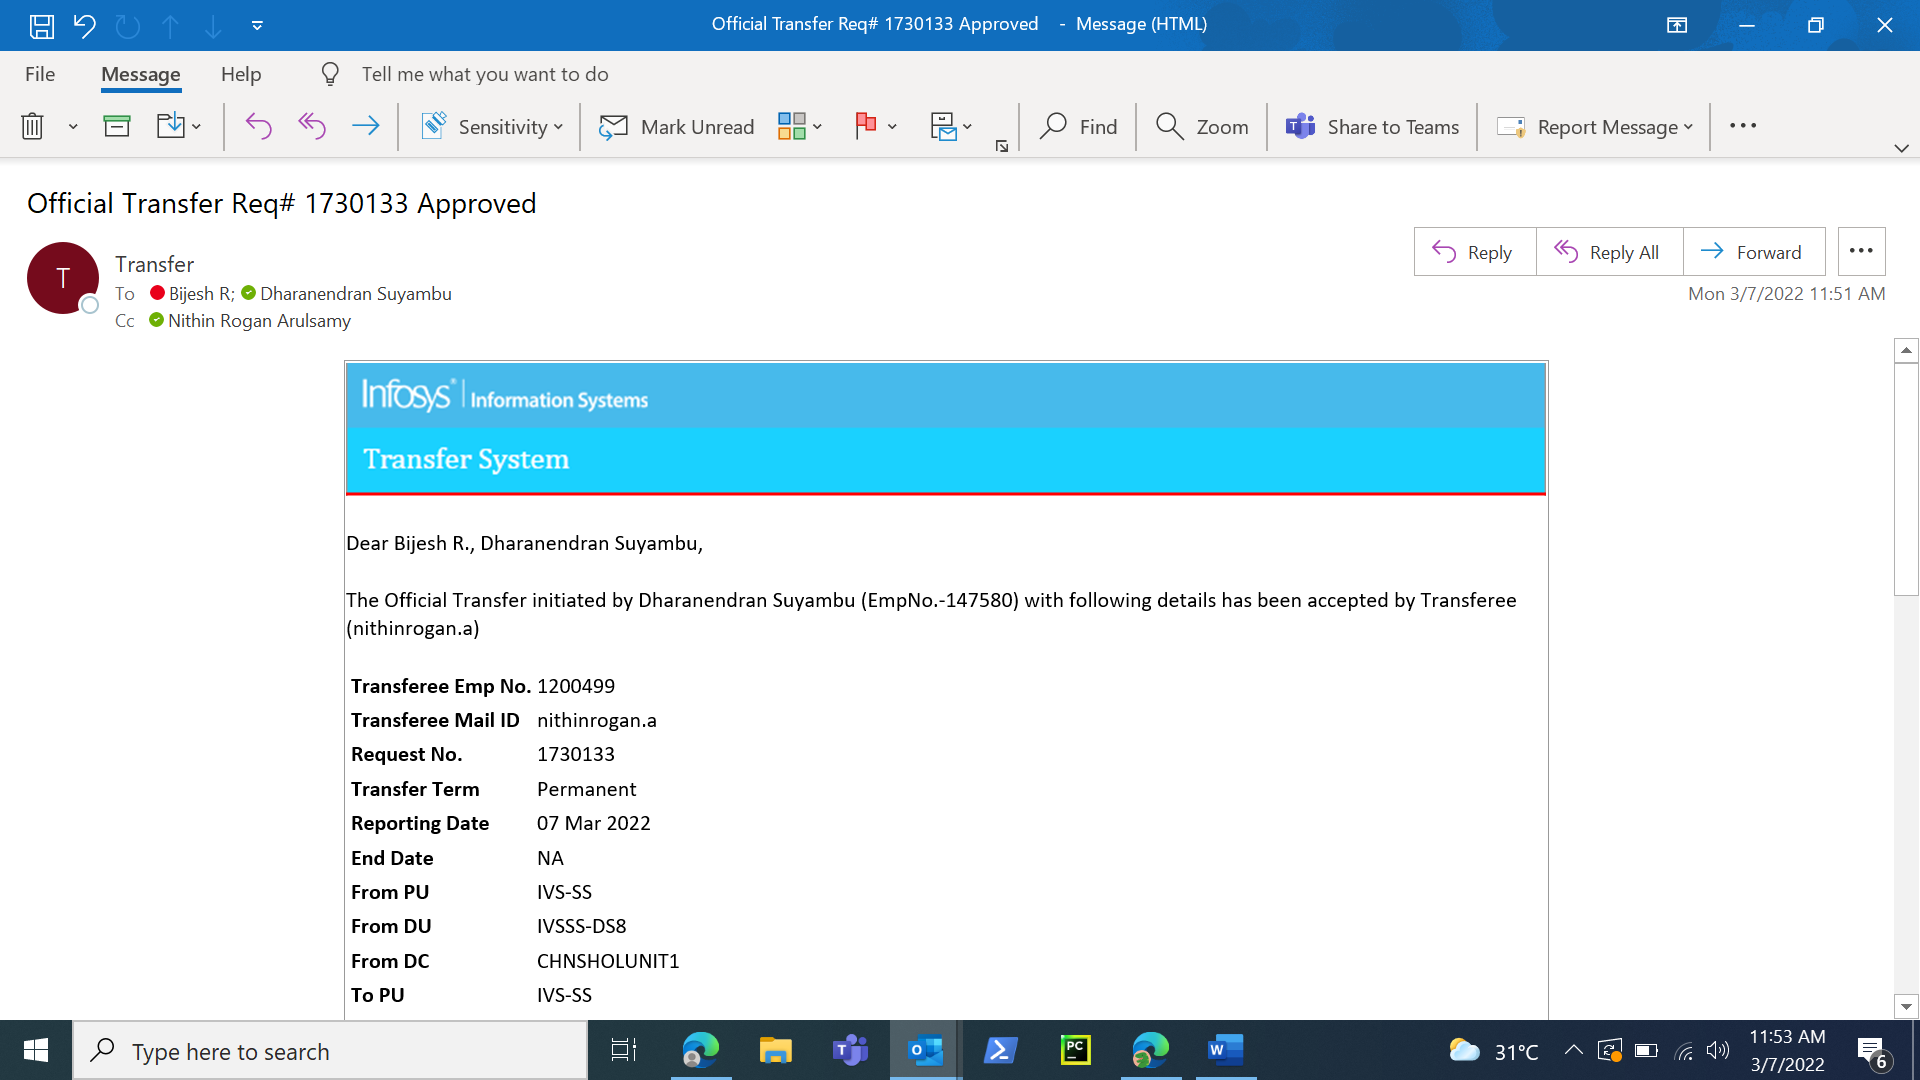 Official Transfer Req# 1730133 Approved - Message (HTML)
File Message Help Tell me what you want to do
Sensitivity Mark Unread Find Zoom Share to Teams Report Message
Official Transfer Req# 1730133 Approved
Reply Reply All Forward
T
Transfer
To Bijesh R; Dharanendran Suyambu
Mon 3/7/2022 11:51 AM
Cc Nithin Rogan Arulsamy
Infosys® | Information Systems
Transfer System
Dear Bijesh R., Dharanendran Suyambu,
The Official Transfer initiated by Dharanendran Suyambu (EmpNo.-147580) with following details has been accepted by Transferee
(nithinrogan.a)
Transferee Emp No. 1200499
Transferee Mail ID nithinrogan.a
Request No. 1730133
Transfer Term Permanent
Reporting Date 07 Mar 2022
End Date NA
From PU IVS-SS
From DU IVSSS-DS8
From DC CHNSHOLUNIT1
To PU IVS-SS
Type here to search
T
O
PC
W
31°C
11:53 AM
3/7/2022
6